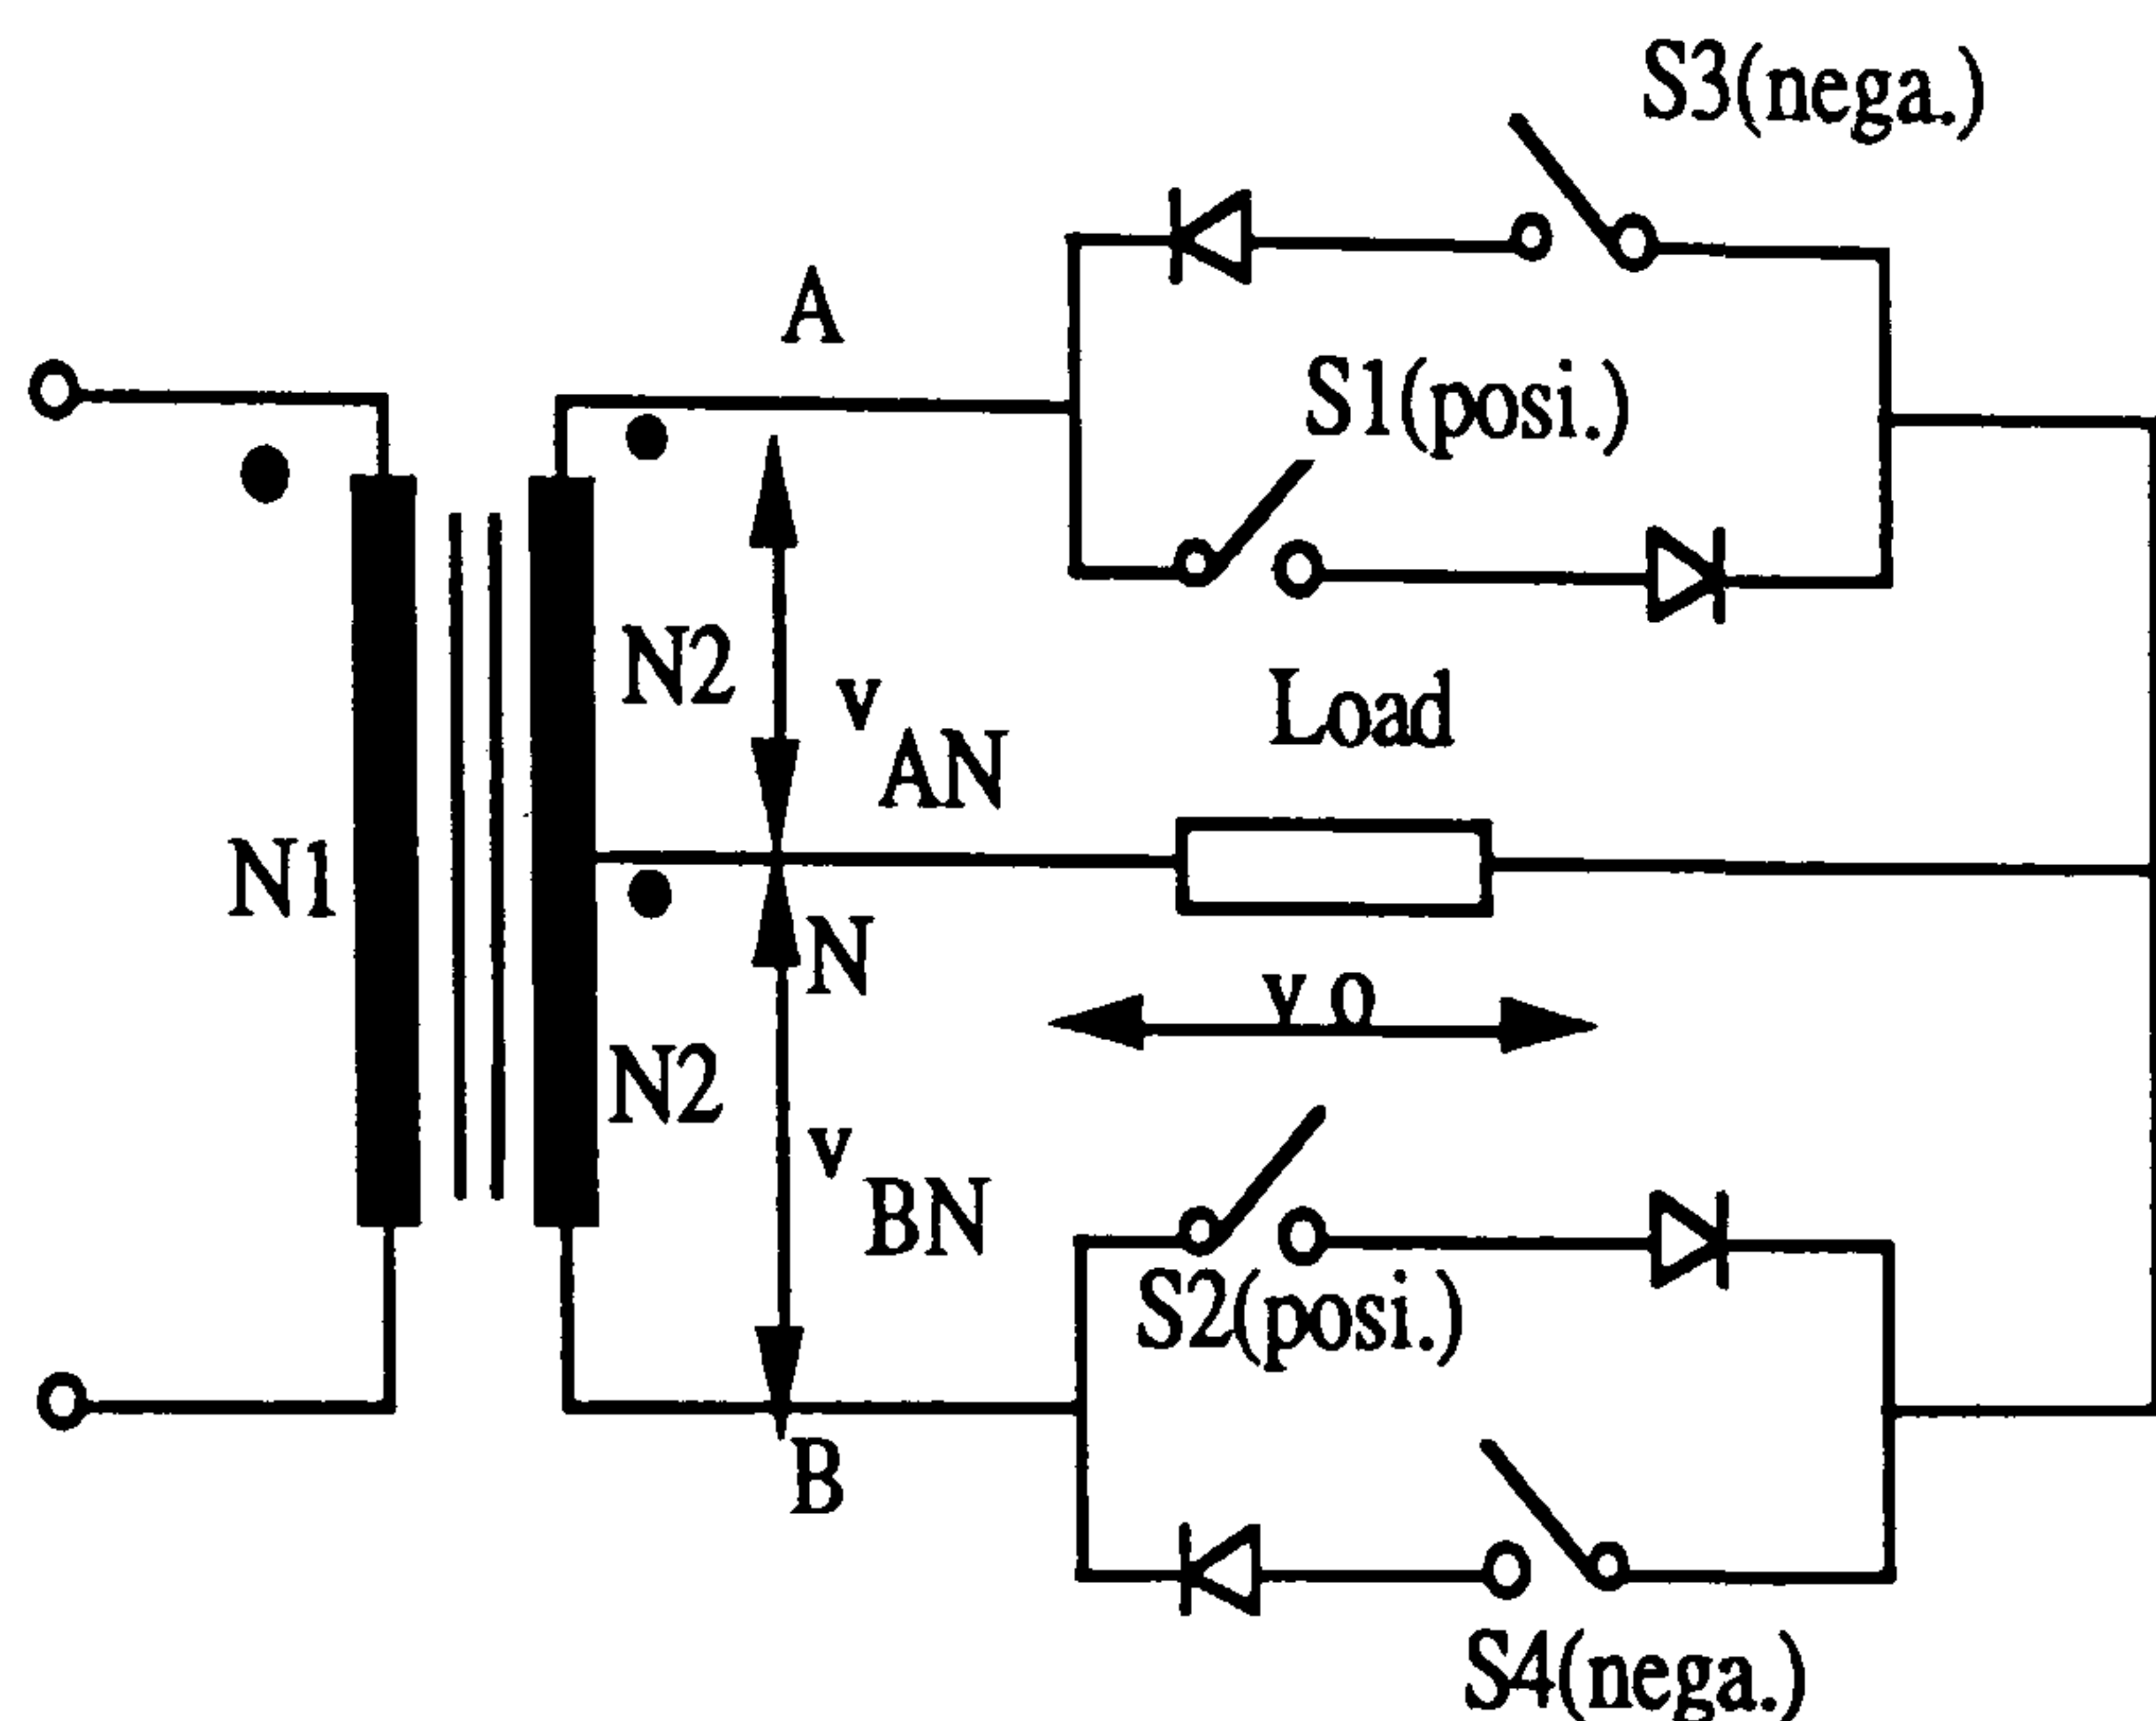 S3(nega.)
A
S1(posi.)
N2
v
AN
Load
N1
N
v o
N2
v
BN
S2(posi.)
B
S4(nega.)